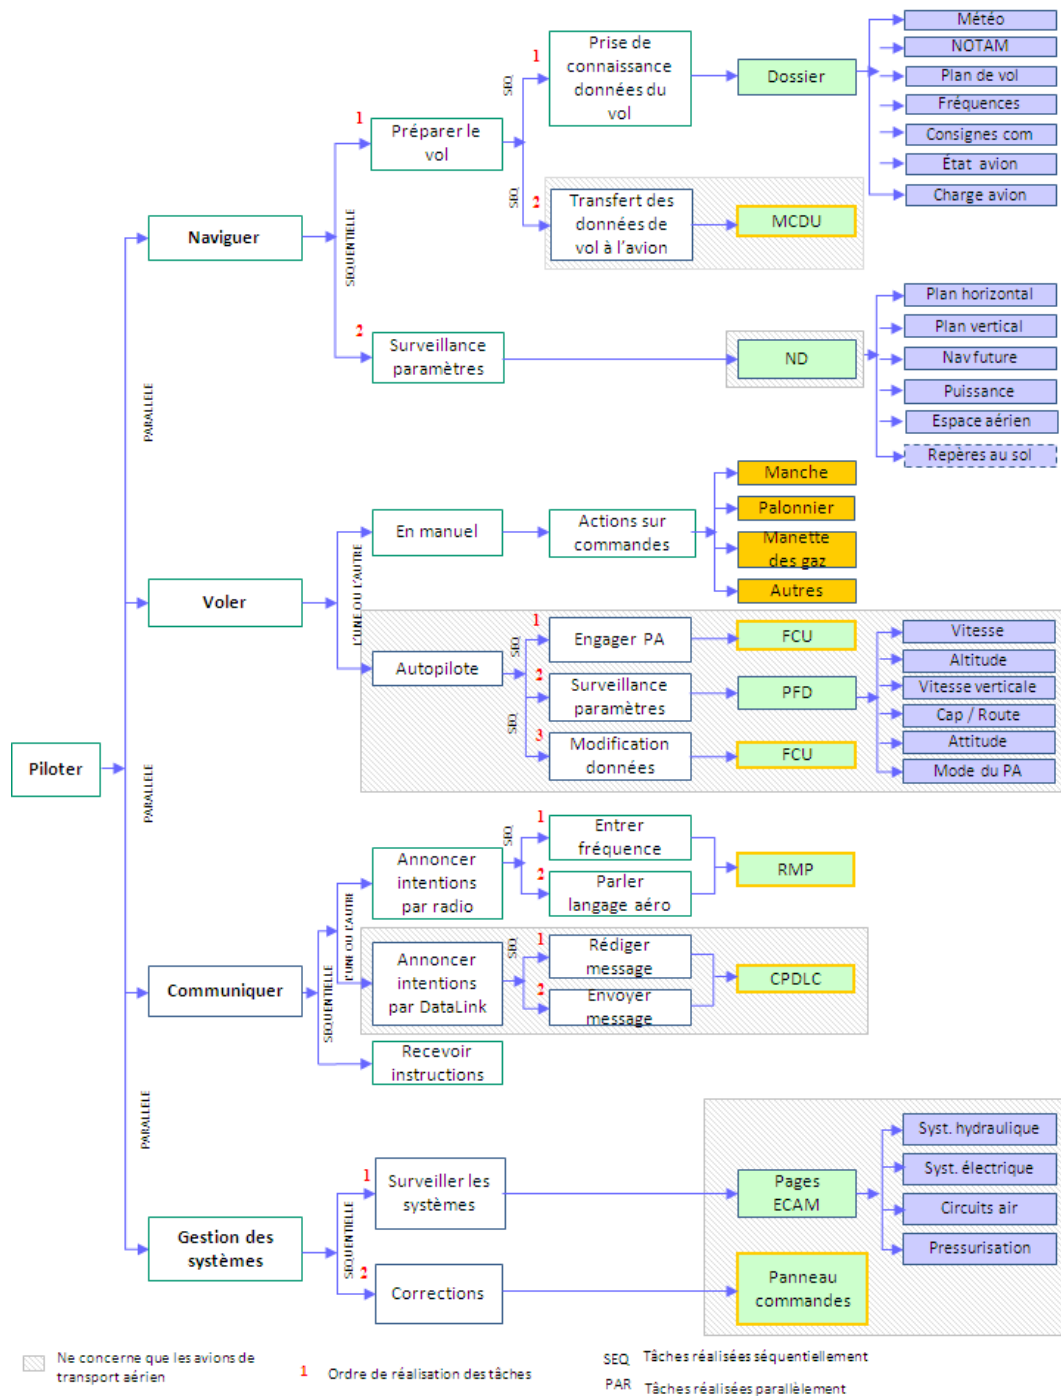 Piloter
PARALLELE
PARALLELE
PARALLELE
Naviguer
SEQUENTIELLE
1
Préparer le
vol
SEQ
1
Prise de
connaissance
données du
vol
Dossier
Météo
NOTAM
Plan de vol
Fréquences
Consignes com
État avion
Charge avion
SEQ
2
Transfert des
données de
vol à l'avion
MCDU
2
Surveillance
paramètres
ND
Plan horizontal
Plan vertical
Nav future
Puissance
Espace aérien
Repères au sol
Voler
L'UNE OU L'AUTRE
En manuel
Actions sur
commandes
Manche
Palonnier
Manette
des gaz
Autres
Autopilote
SEQ
1
Engager PA
FCU
2
Surveillance
paramètres
PFD
Vitesse
Altitude
Vitesse verticale
Cap / Route
Attitude
Mode du PA
SEQ
3
Modification
données
FCU
Communiquer
SEQUENTIELLE
L'UNE OU L'AUTRE
Annoncer
intentions
par radio
SEQ
1
Entrer
fréquence
2
Parler
langage aéro
RMP
Annoncer
intentions
par DataLink
SEQ
1
Rédiger
message
2
Envoyer
message
CPDLC
Recevoir
instructions
Gestion des
systèmes
SEQUENTIELLE
1
Surveiller les
systèmes
Pages
ECAM
Syst. hydraulique
Syst. électrique
Circuits air
Pressurisation
2
Corrections
Panneau
commandes
Ne concerne que les avions de
transport aérien
1 Ordre de réalisation des tâches
SEQ Tâches réalisées séquentiellement
PAR Tâches réalisées parallèlement